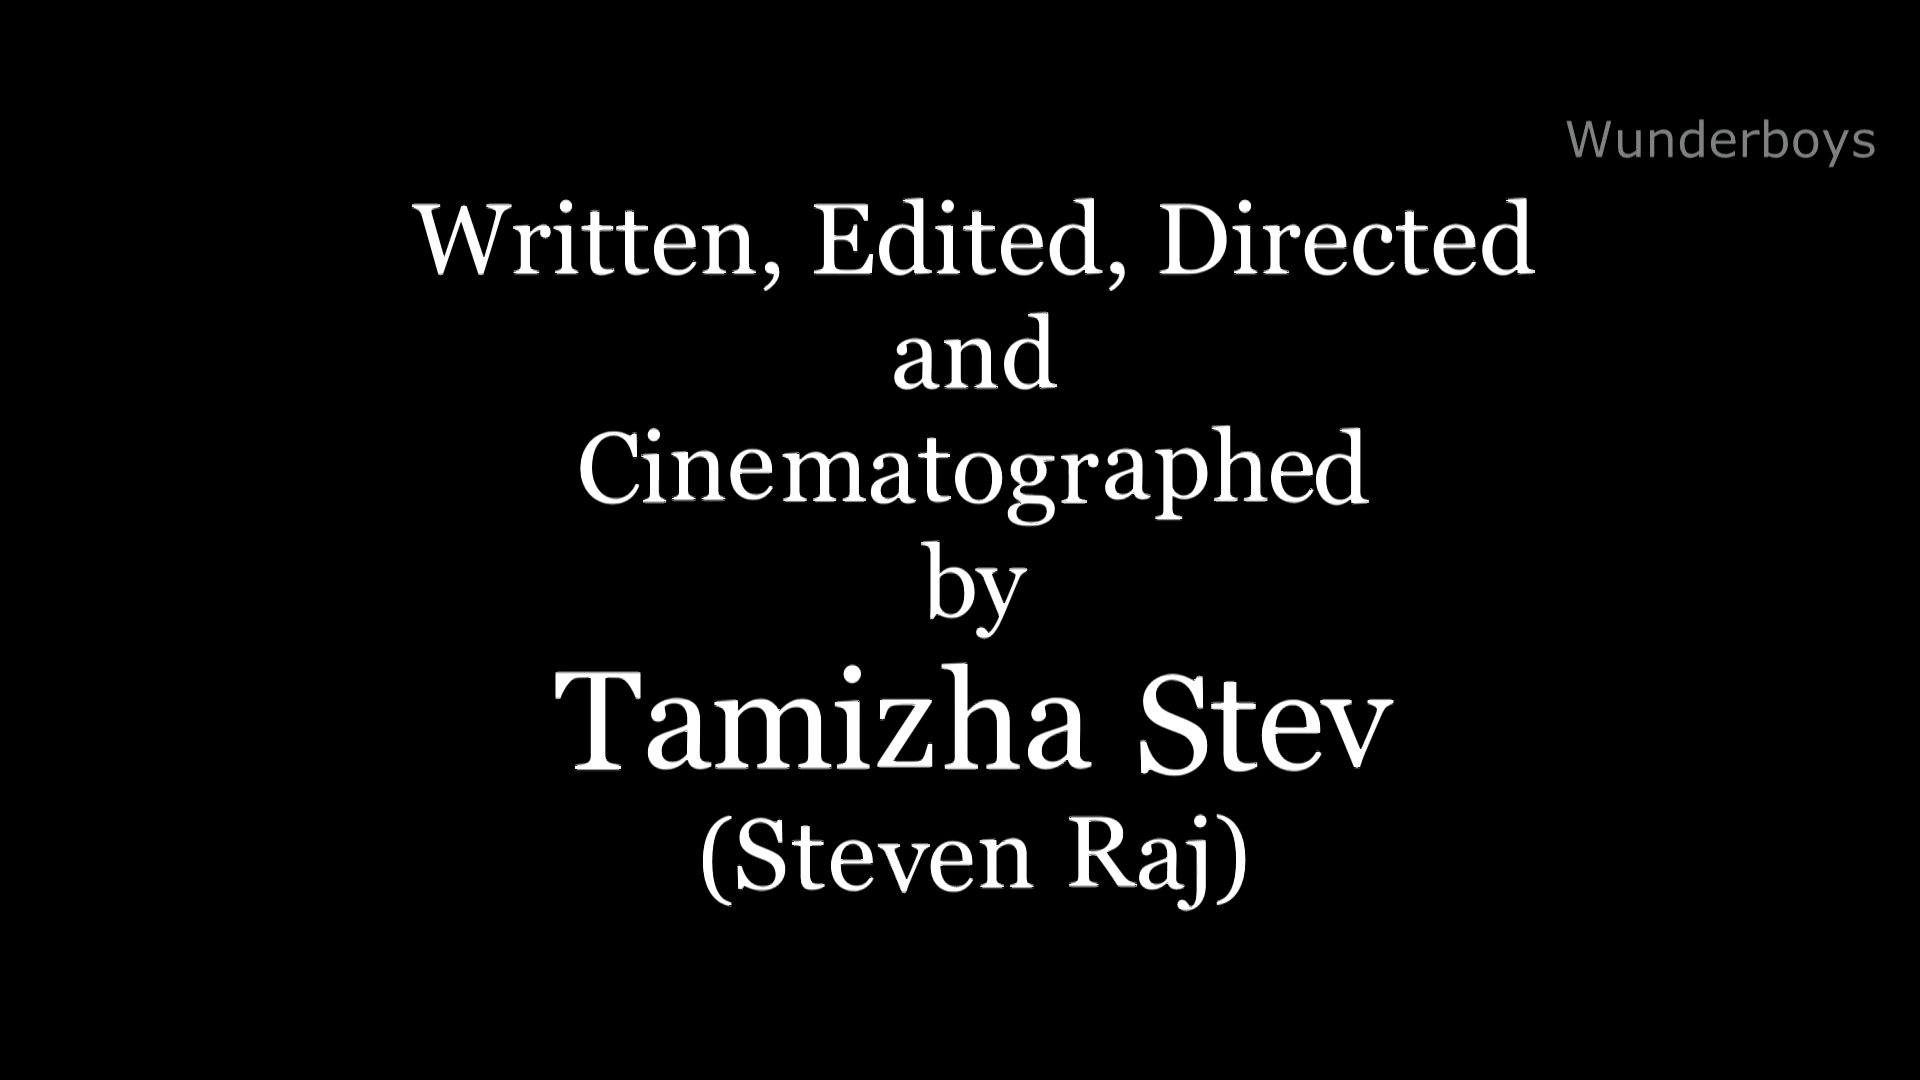 Wunderboys
Written, Edited, Directed
and
Cinematographed
by
Tamizha Stev
(Steven Raj)